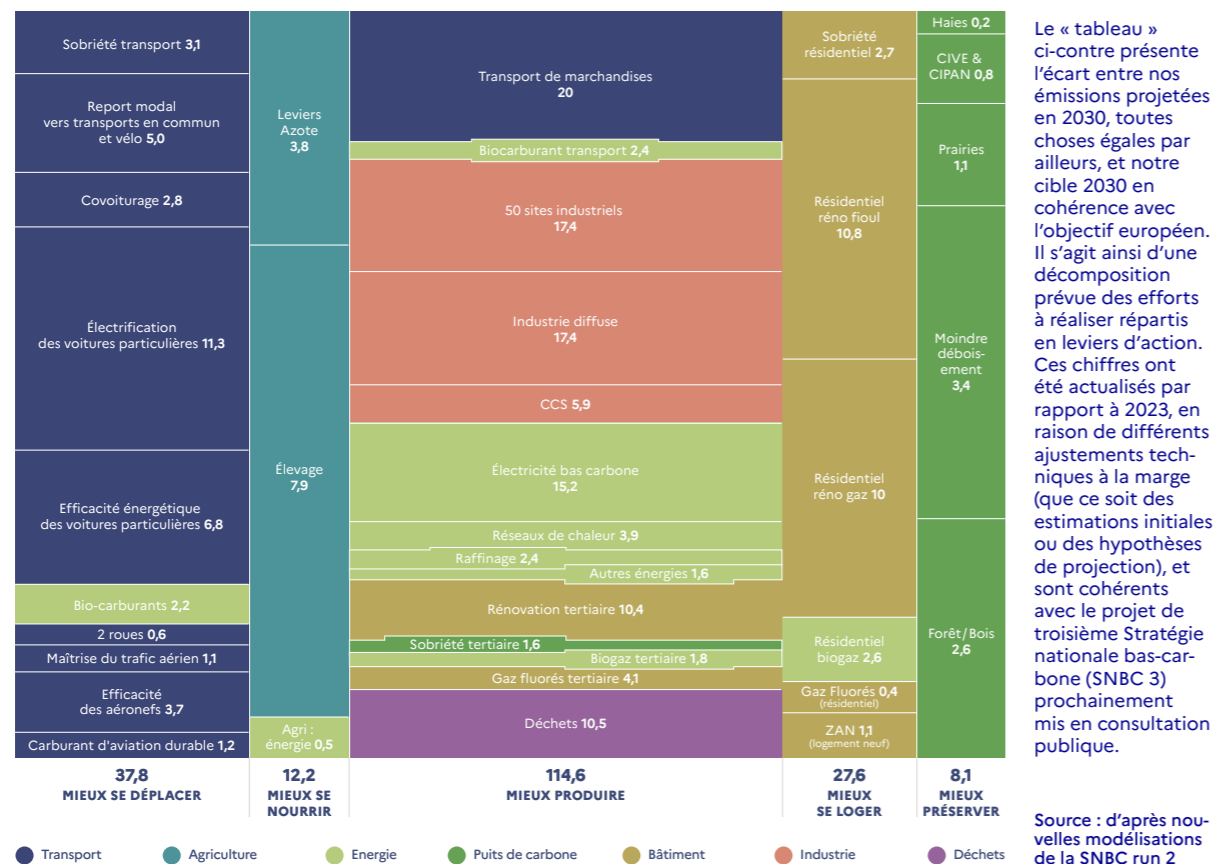 Sobriété transport 3,1
Report modal
vers transports en commun
et vélo 5,0
Covoiturage 2,8
Électrification
des voitures particulières 11,3
Efficacité énergétique
des voitures particulières 6,8
Bio-carburants 2,2
2 roues 0,6
Maîtrise du trafic aérien 1,1
Efficacité
des aéronefs 3,7
Carburant d'aviation durable 1,2
37,8
MIEUX SE DÉPLACER
Leviers
Azote
3,8
Élevage
7,9
Agri :
énergie 0,5
12,2
MIEUX SE
NOURRIR
Transport de marchandises
20
Biocarburant transport 2,4
50 sites industriels
17,4
Industrie diffuse
17,4
CCS 5,9
Électricité bas carbone
15,2
Réseaux de chaleur 3,9
Raffinage 2,4
Autres énergies 1,6
Rénovation tertiaire 10,4
Sobriété tertiaire 1,6
Biogaz tertiaire 1,8
Gaz fluorés tertiaire 4,1
Déchets 10,5
114,6
MIEUX PRODUIRE
Sobriété
résidentiel 2,7
Résidentiel
réno fioul
10,8
Résidentiel
réno gaz 10
Résidentiel
biogaz 2,6
Gaz Fluorés 0,4
(résidentiel)
ZAN 1,1
(logement neuf)
27,6
MIEUX
SE LOGER
Haies 0,2
CIVE &
CIPAN 0,8
Prairies
1,1
Moindre
débois-
ement
3,4
Forêt/Bois
2,6
8,1
MIEUX
PRÉSERVER
Transport
Agriculture
Energie
Puits de carbone
Bâtiment
Industrie
Déchets
Le « tableau »
ci-contre présente
l'écart entre nos
émissions projetées
en 2030, toutes
choses égales par
ailleurs, et notre
cible 2030 en
cohérence avec
l'objectif européen.
Il s'agit ainsi d'une
décomposition
prévue des efforts
à réaliser répartis
en leviers d'action.
Ces chiffres ont
été actualisés par
rapport à 2023, en
raison de différents
ajustements tech-
niques à la marge
(que ce soit des
estimations initiales
ou des hypothèses
de projection), et
sont cohérents
avec le projet de
troisième Stratégie
nationale bas-car-
bone (SNBC 3)
prochainement
mis en consultation
publique.
Source : d'après nou-
velles modélisations
de la SNBC run 2